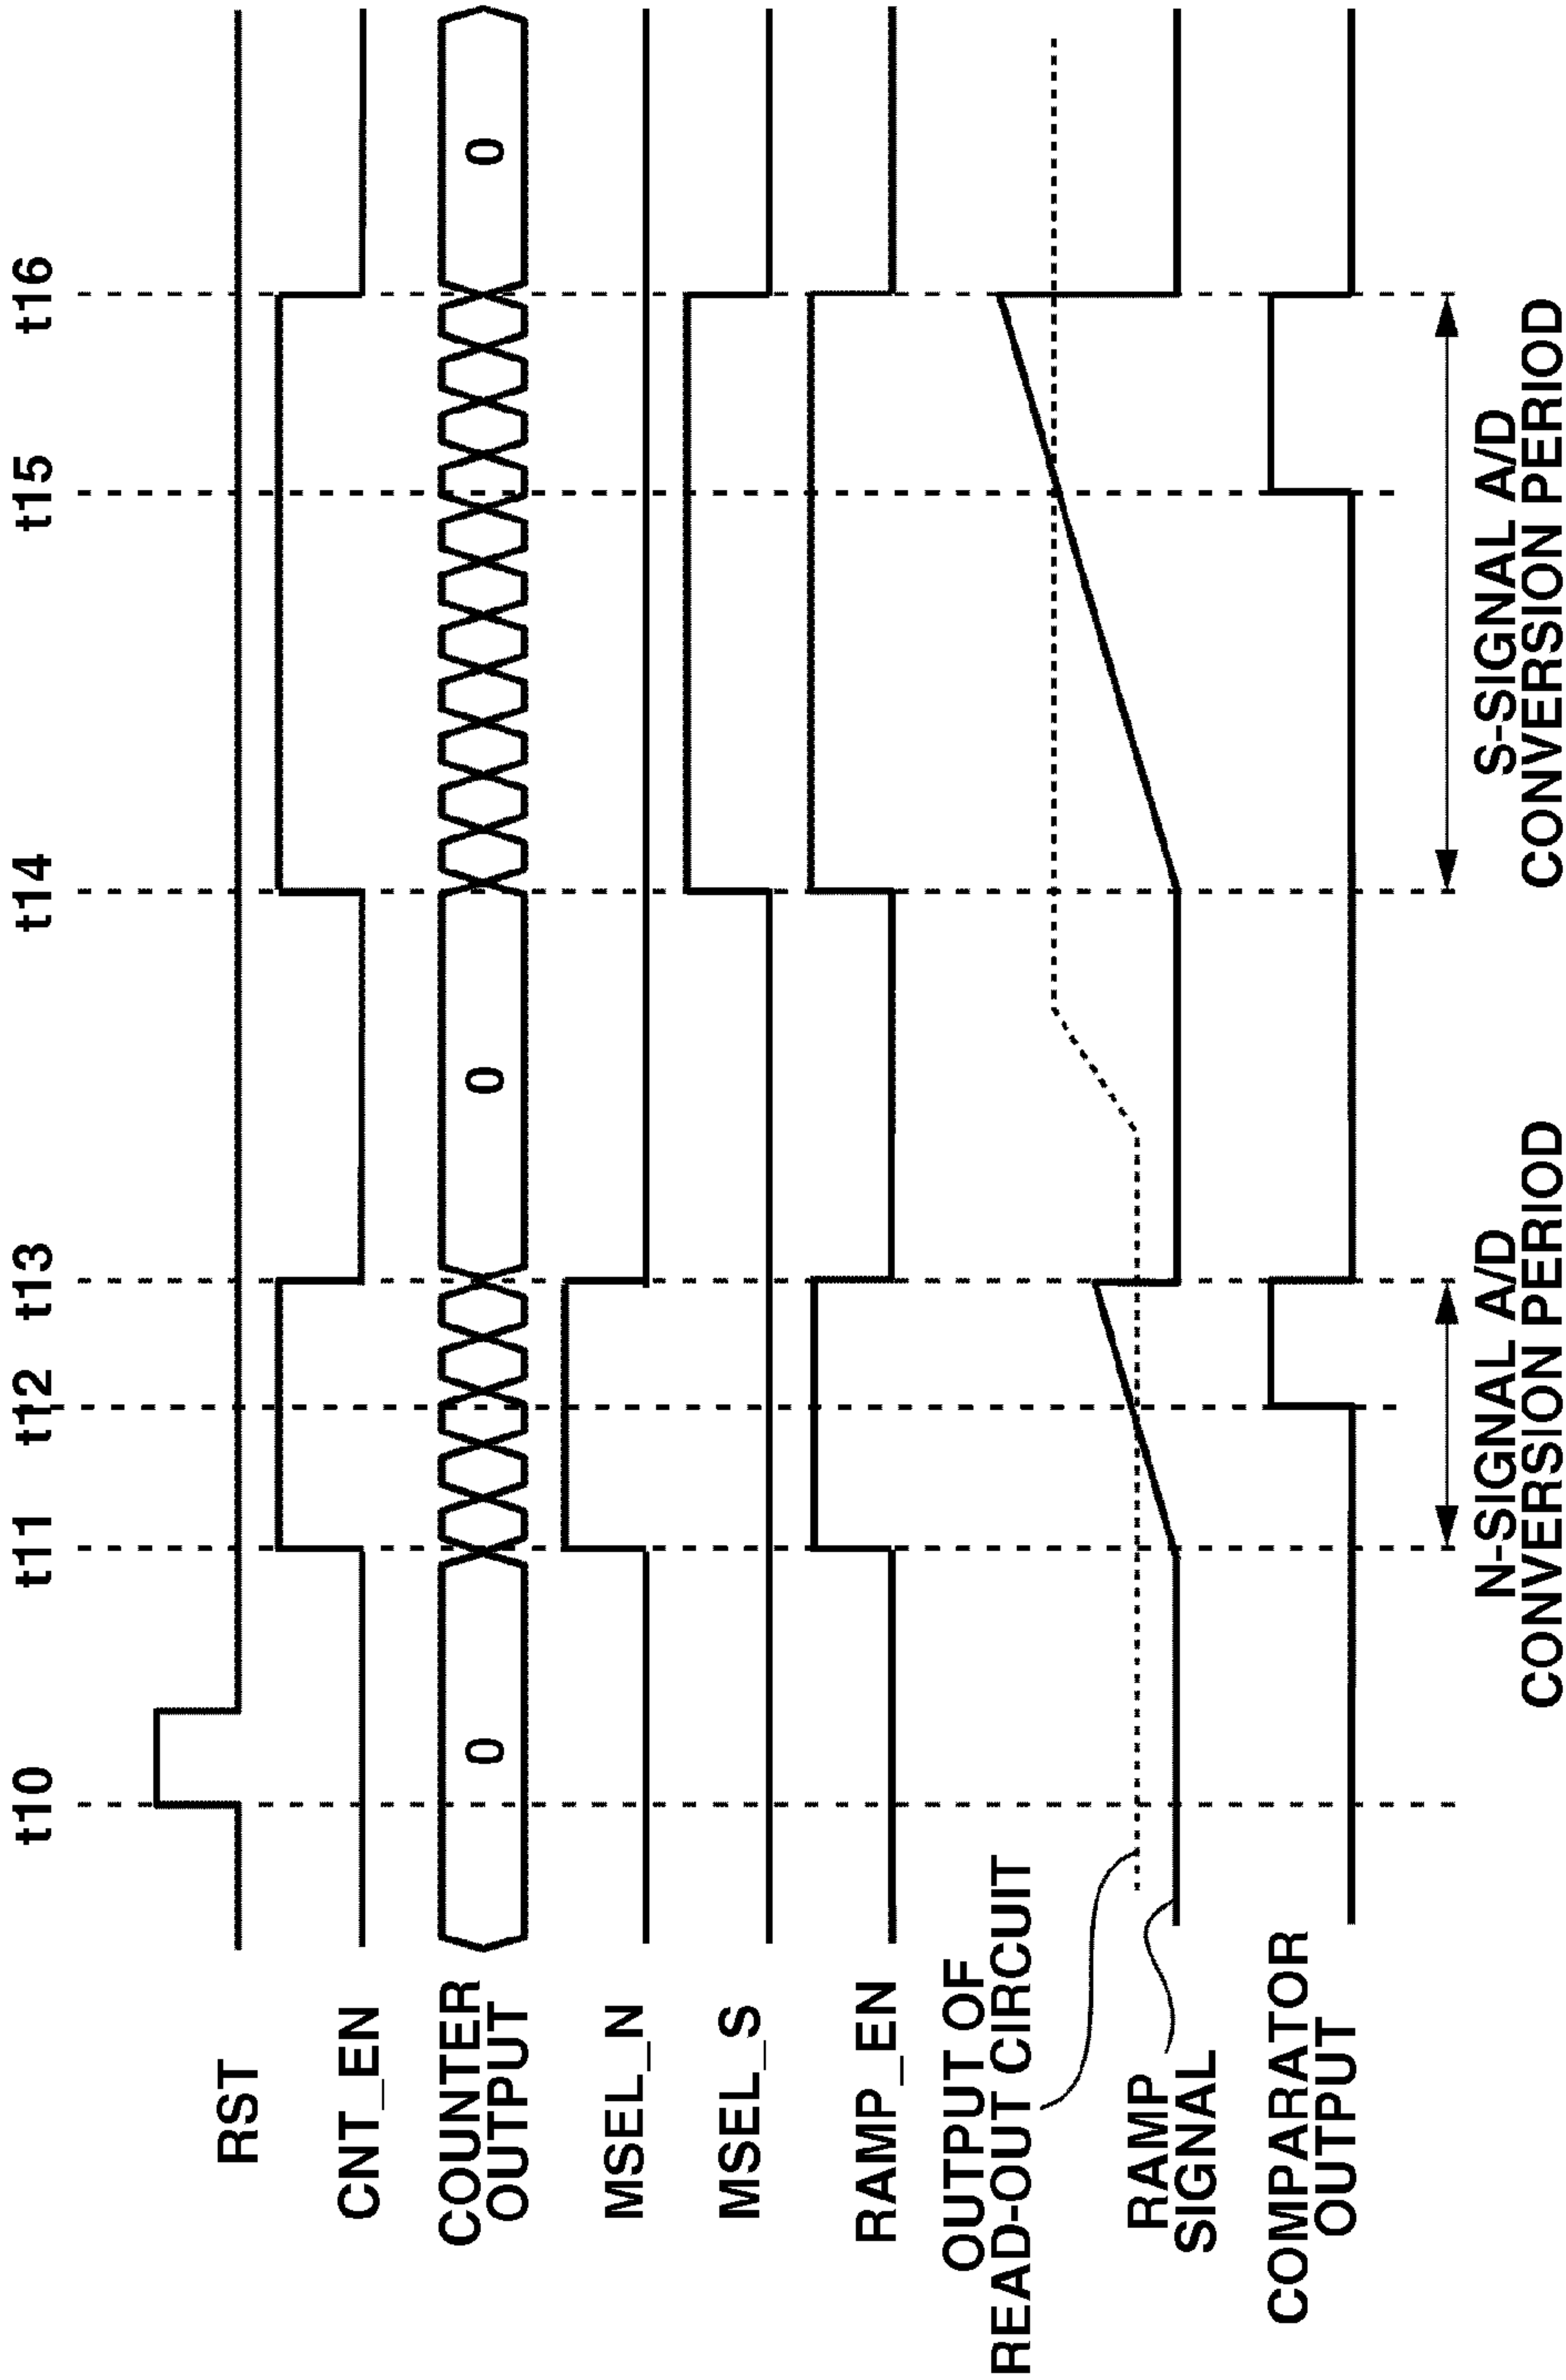 t10 t11 t12 t13 t14 t15 t16
RST
CNT_EN
COUNTER
OUTPUT
0 0 0
MSEL_N
MSEL_S
RAMP_EN
OUTPUT OF
READ-OUT CIRCUIT
RAMP
SIGNAL
COMPARATOR
OUTPUT
N-SIGNAL A/D
CONVERSION PERIOD
S-SIGNAL A/D
CONVERSION PERIOD